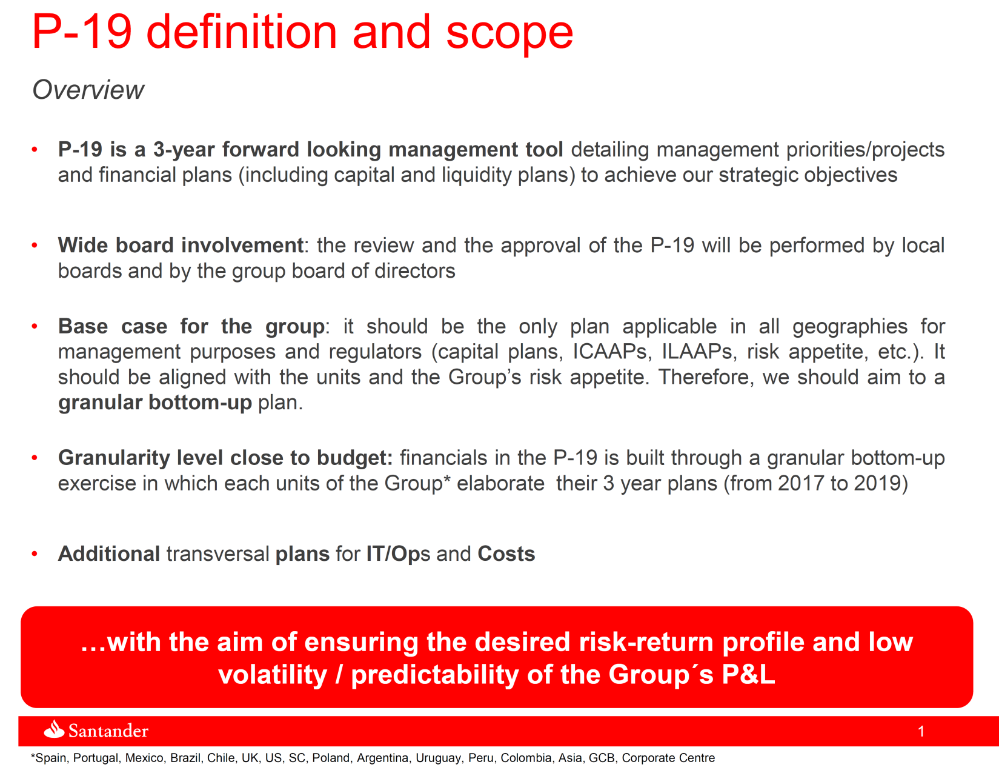 P-19 definition and scope
Overview
• P-19 is a 3-year forward looking management tool detailing management priorities/projects
and financial plans (including capital and liquidity plans) to achieve our strategic objectives
• Wide board involvement: the review and the approval of the P-19 will be performed by local
boards and by the group board of directors
• Base case for the group: it should be the only plan applicable in all geographies for
management purposes and regulators (capital plans, ICAAPs, ILAAPs, risk appetite, etc.). It
should be aligned with the units and the Group’s risk appetite. Therefore, we should aim to a
granular bottom-up plan.
• Granularity level close to budget: financials in the P-19 is built through a granular bottom-up
exercise in which each units of the Group* elaborate  their 3 year plans (from 2017 to 2019)
• Additional transversal plans for IT/Ops and Costs
…with the aim of ensuring the desired risk-return profile and low
volatility / predictability of the Group´s P&L
Santander
1
*Spain, Portugal, Mexico, Brazil, Chile, UK, US, SC, Poland, Argentina, Uruguay, Peru, Colombia, Asia, GCB, Corporate Centre